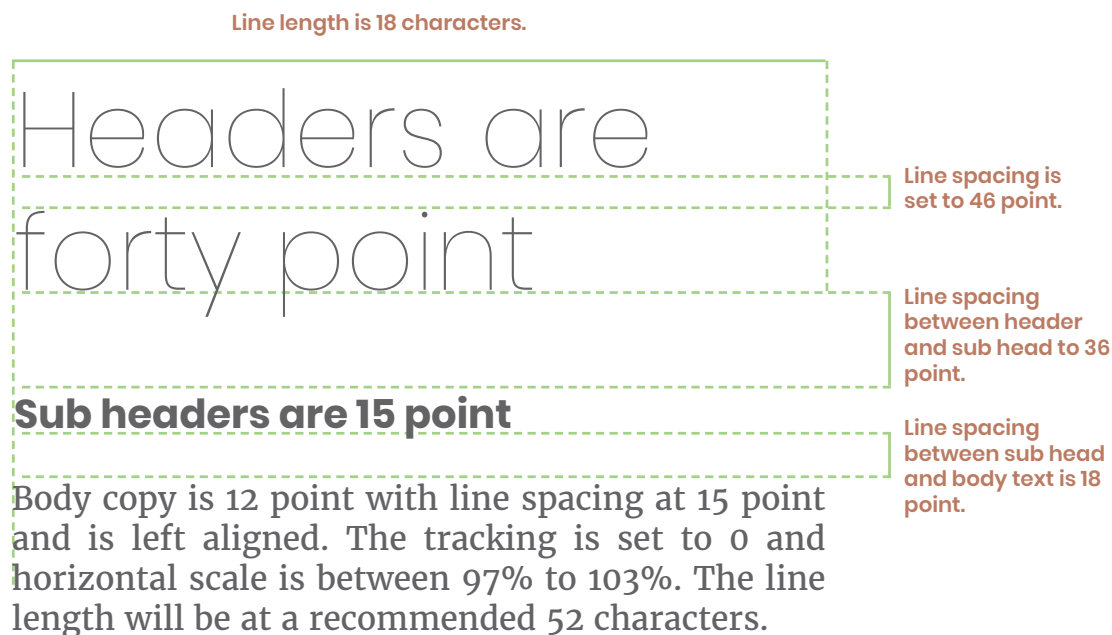 Line length is 18 characters.
Headers are
Line spacing is
set to 46 point.
forty point
Line spacing
between header
and sub head to 36
point.
Sub headers are 15 point
Line spacing
between sub head
and body text is 18
point.
Body copy is 12 point with line spacing at 15 point
and is left aligned. The tracking is set to 0 and
horizontal scale is between 97% to 103%. The line
length will be at a recommended 52 characters.